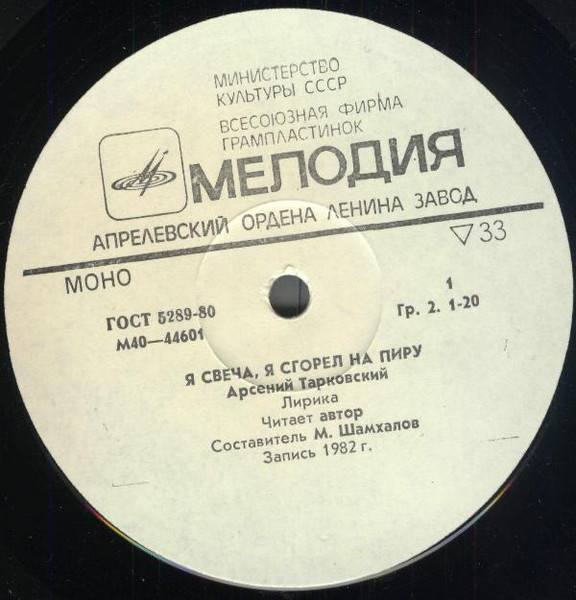 МИНИСТЕРСТВО
КУЛЬТУРЫ СССР
ВСЕСОЮЗНАЯ ФИРМА
ГРАМПЛАСТИНОК
МЕЛОДИЯ
АПРЕЛЕВСКИЙ ОРДЕНА ЛЕНИНА ЗАВОД
МОНО
▽33
ГОСТ 5289-80
М40—44601
1
Гр. 2. 1-20
Я СВЕЧА, Я СГОРЕЛ НА ПИРУ
Арсений Тарковский
Лирика
Читает автор
Составитель М. Шамхалов
Запись 1982 г.